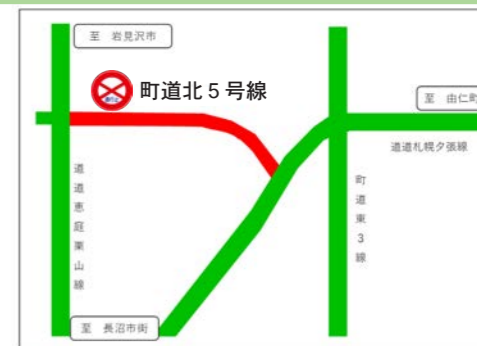 至 岩見沢市
町道北5号線
至 由仁町
道道札幌夕張線
道道恵庭栗山線
町道東3線
至 長沼市街